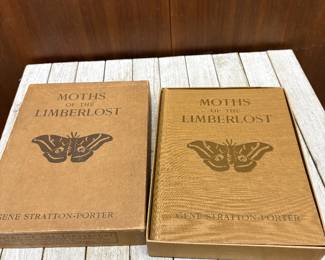 MOTHS
OF THE
LIMBERLOST
GENE STRATTON-PORTER
MOTHS
OF THE
LIMBERLOST
GENE STRATTON-PORTER